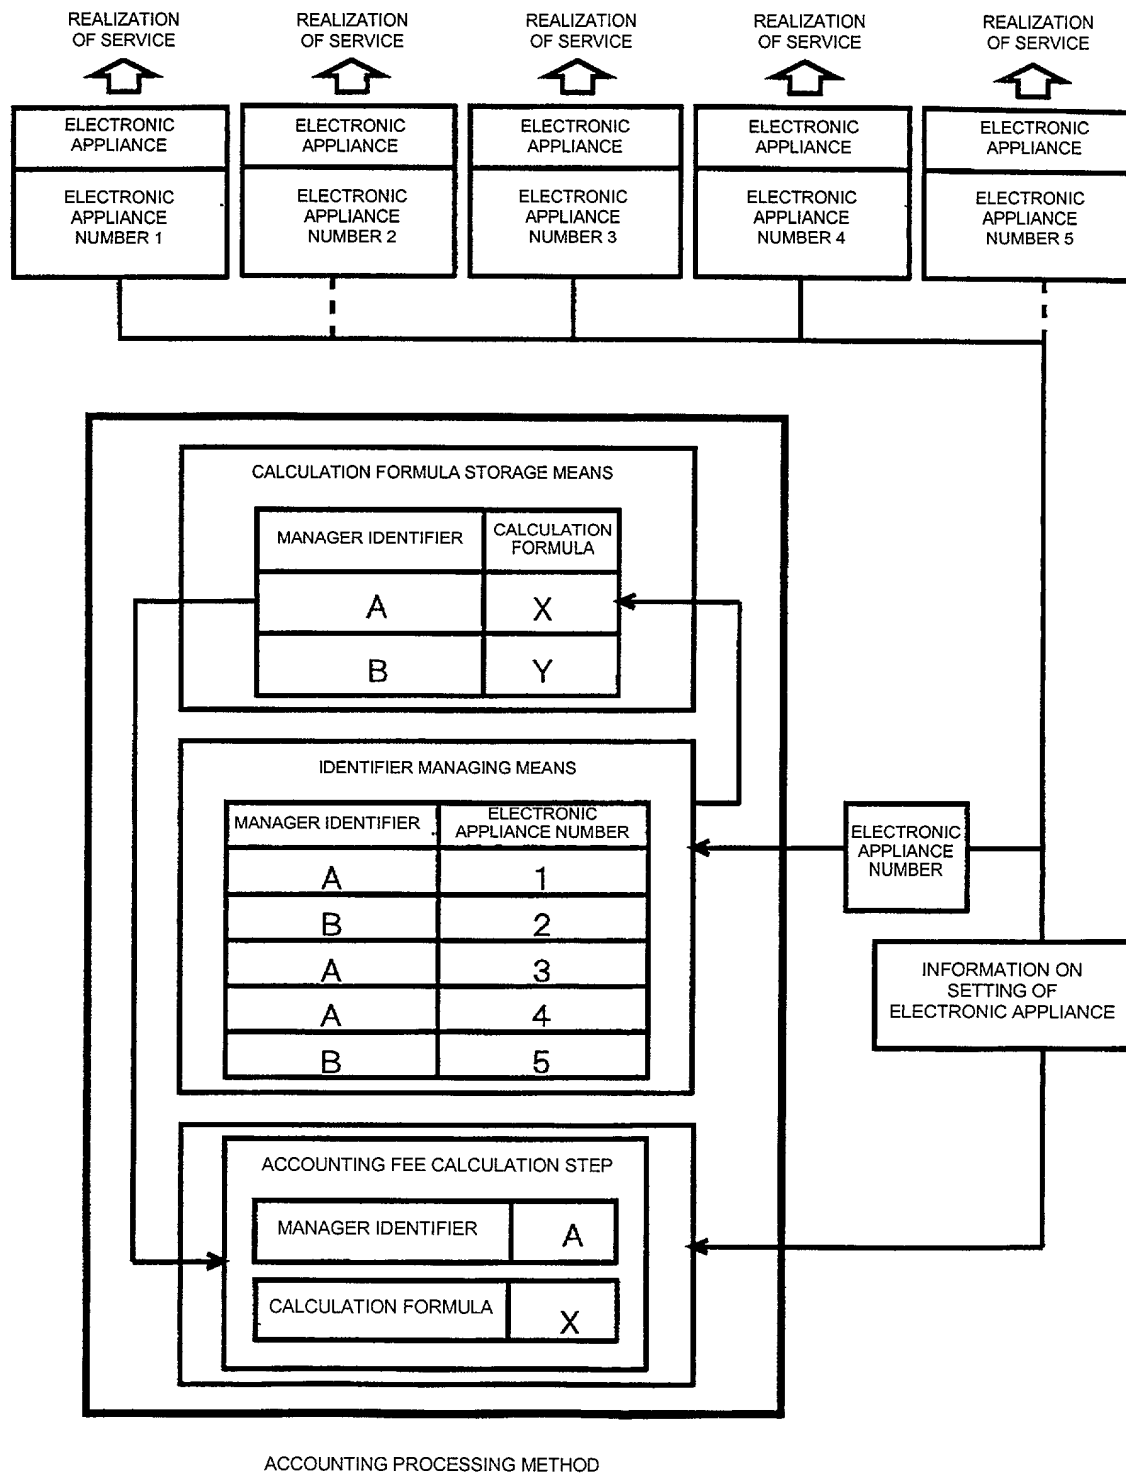 REALIZATION
OF SERVICE
REALIZATION
OF SERVICE
REALIZATION
OF SERVICE
REALIZATION
OF SERVICE
REALIZATION
OF SERVICE
ELECTRONIC
APPLIANCE
ELECTRONIC
APPLIANCE
NUMBER 1
ELECTRONIC
APPLIANCE
ELECTRONIC
APPLIANCE
NUMBER 2
ELECTRONIC
APPLIANCE
ELECTRONIC
APPLIANCE
NUMBER 3
ELECTRONIC
APPLIANCE
ELECTRONIC
APPLIANCE
NUMBER 4
ELECTRONIC
APPLIANCE
ELECTRONIC
APPLIANCE
NUMBER 5
CALCULATION FORMULA STORAGE MEANS
MANAGER IDENTIFIER
CALCULATION
FORMULA
A X
B Y
IDENTIFIER MANAGING MEANS
MANAGER IDENTIFIER
ELECTRONIC
APPLIANCE NUMBER
A 1
B 2
A 3
A 4
B 5
ELECTRONIC
APPLIANCE
NUMBER
INFORMATION ON
SETTING OF
ELECTRONIC APPLIANCE
ACCOUNTING FEE CALCULATION STEP
MANAGER IDENTIFIER A
CALCULATION FORMULA X
ACCOUNTING PROCESSING METHOD